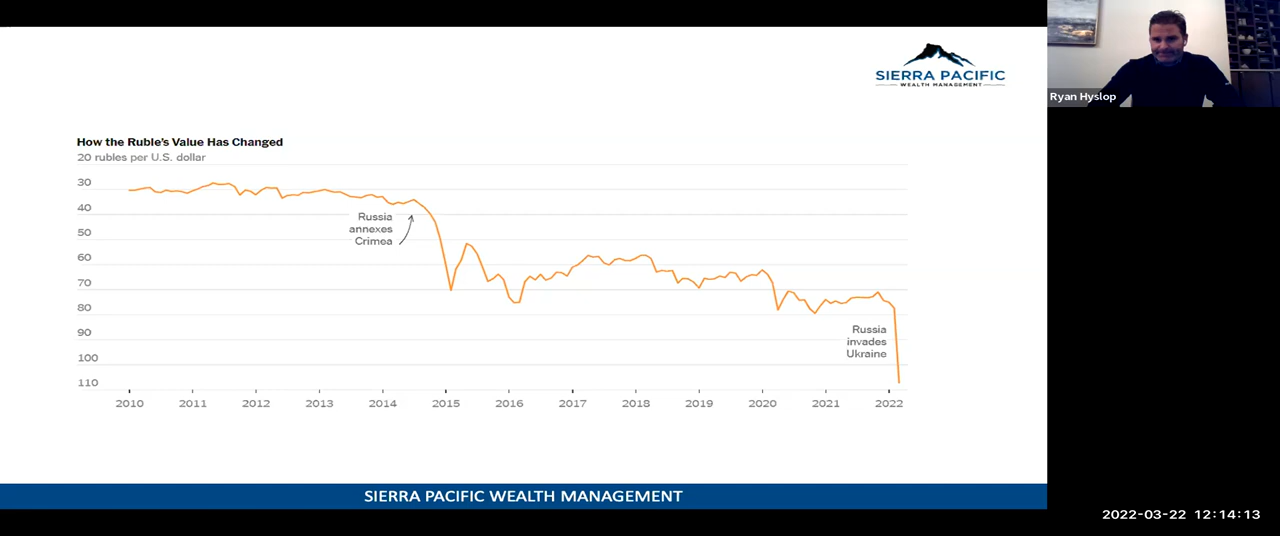 SIERRA PACIFIC
WEALTH MANAGEMENT
Ryan Hyslop
How the Ruble's Value Has Changed
20 rubles per U.S. dollar
30
40
50
60
70
80
90
100
110
Russia
annexes
Crimea
Russia
invades
Ukraine
2010 2011 2012 2013 2014 2015 2016 2017 2018 2019 2020 2021 2022
SIERRA PACIFIC WEALTH MANAGEMENT
2022-03-22 12:14:13